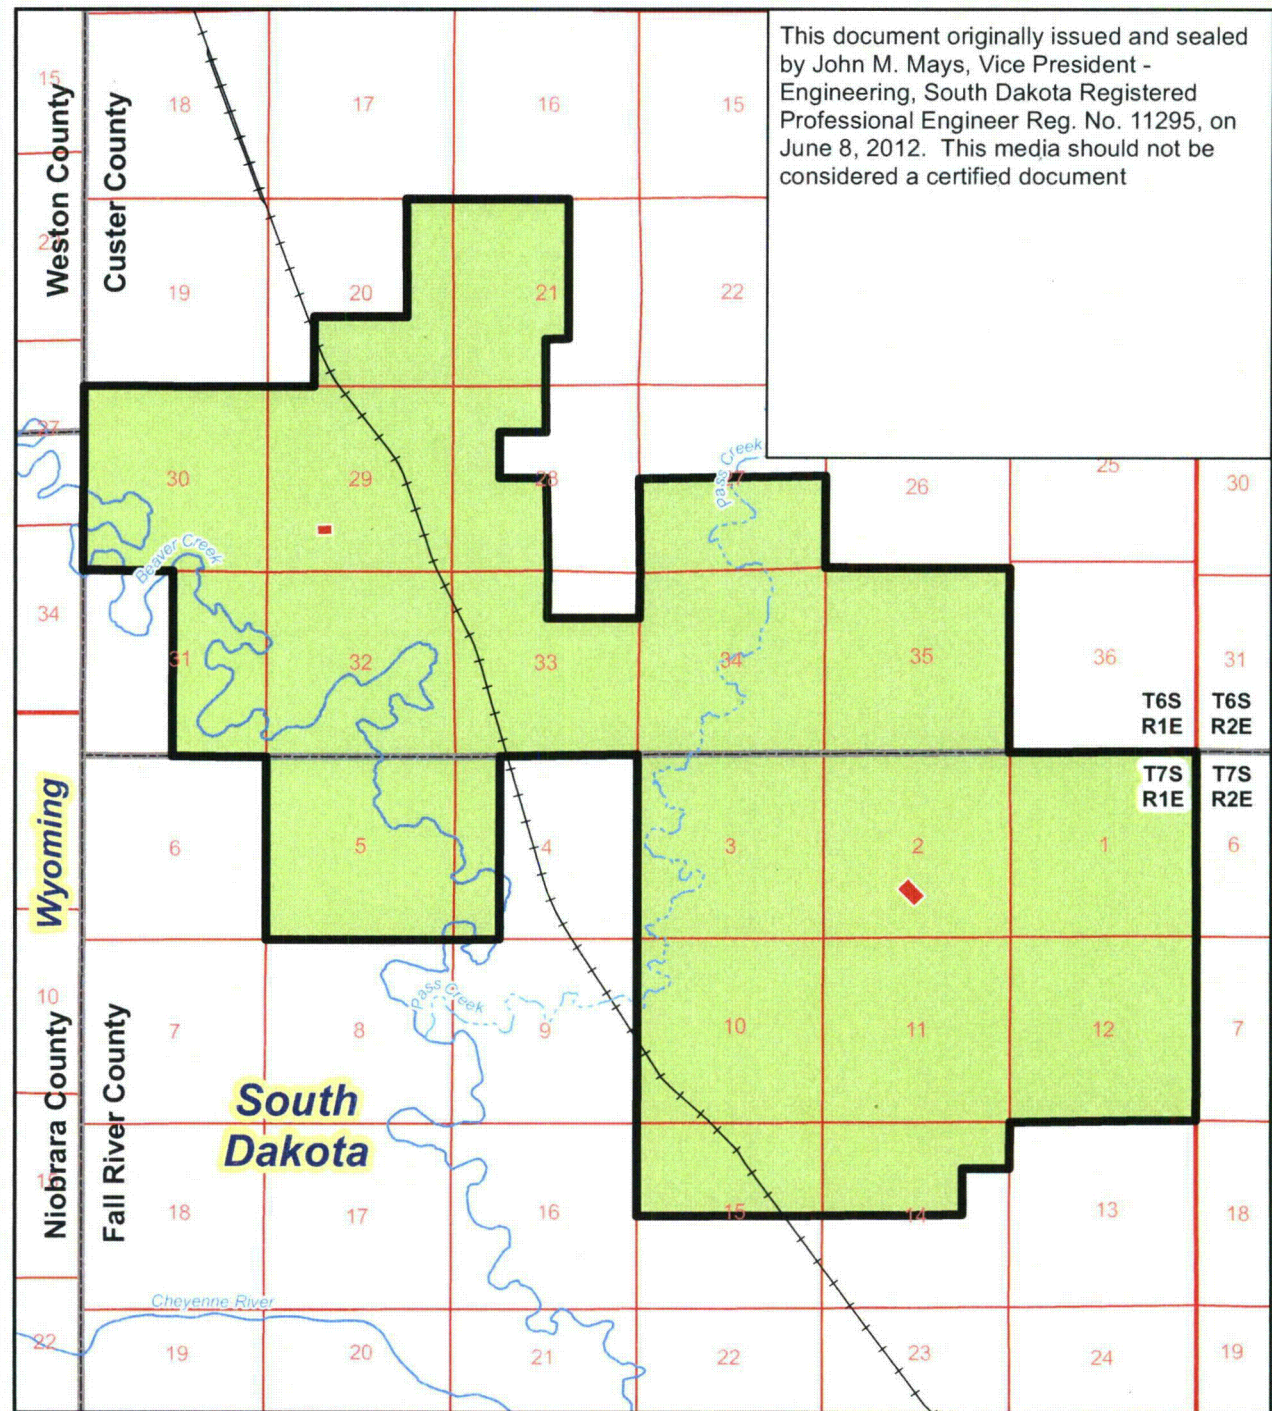 This document originally issued and sealed
by John M. Mays, Vice President -
Engineering, South Dakota Registered
Professional Engineer Reg. No. 11295, on
June 8, 2012. This media should not be
considered a certified document
15
18
17
16
15
Weston County
Custer County
19
20
21
22
27
30
29
28
27
26
25
30
Pass Creek
Beaver Creek
34
31
32
33
34
35
36
31
T6S
R1E
T6S
R2E
T7S
R1E
T7S
R2E
Wyoming
6
5
4
3
2
1
6
10
7
8
9
10
11
12
7
Pass Creek
Niobrara County
Fall River County
South
Dakota
18
17
16
15
14
13
18
Cheyenne River
22
19
20
21
22
23
24
19